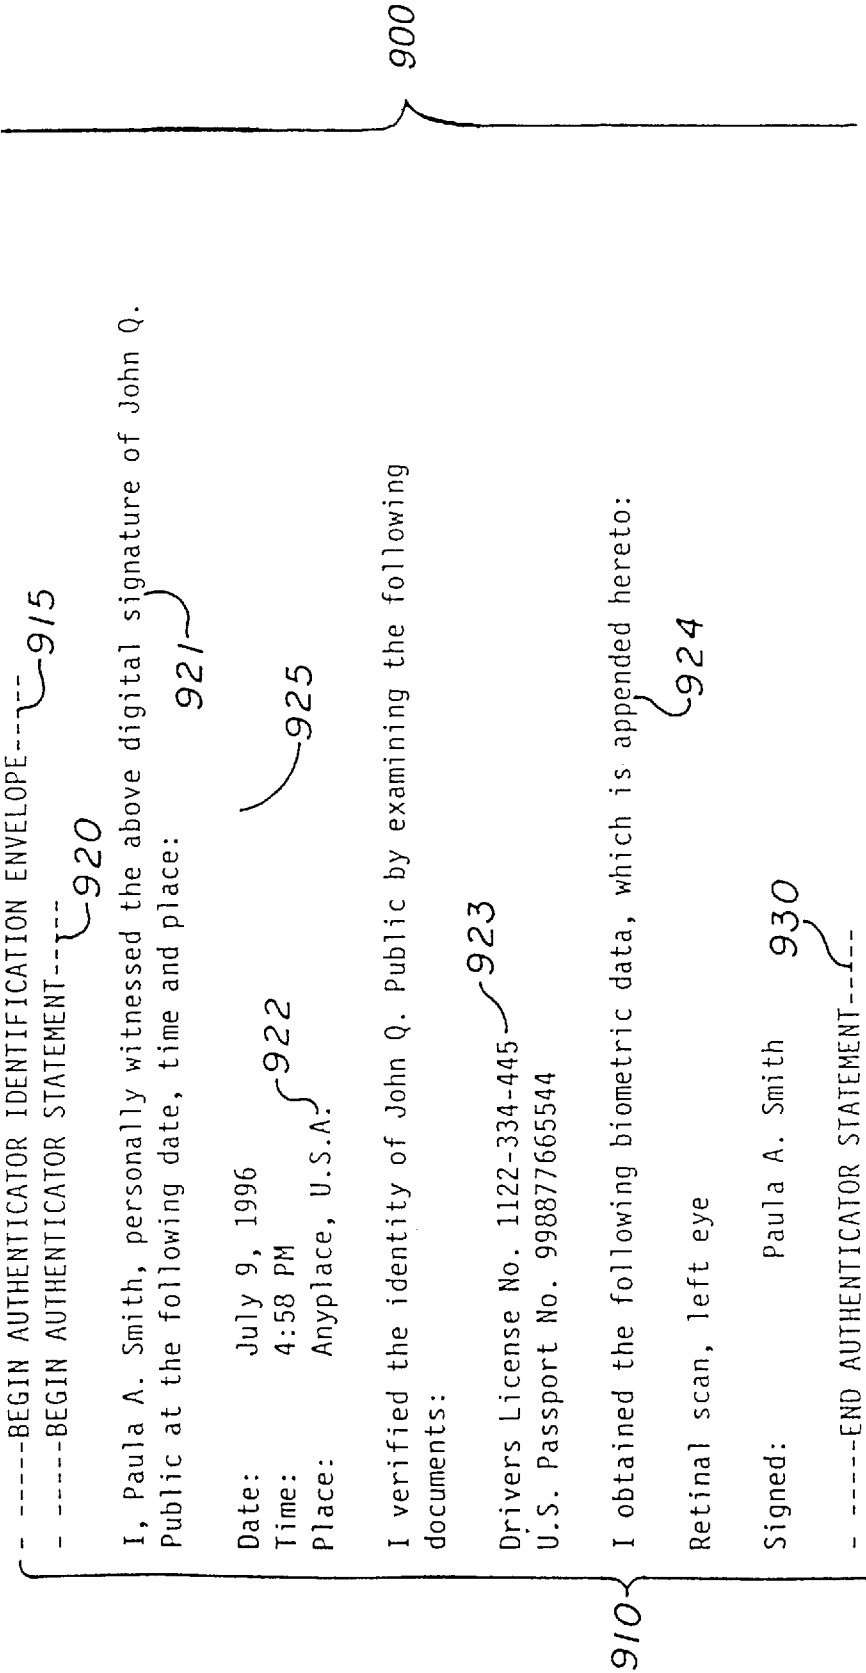 - -----BEGIN AUTHENTICATOR IDENTIFICATION ENVELOPE-----
915
- -----BEGIN AUTHENTICATOR STATEMENT-----
920
I, Paula A. Smith, personally witnessed the above digital signature of John Q.
Public at the following date, time and place:
921
925
Date: July 9, 1996
Time: 4:58 PM
Place: Anyplace, U.S.A.
922
I verified the identity of John Q. Public by examining the following
documents:
Drivers License No. 1122-334-445
923
U.S. Passport No. 998877665544
I obtained the following biometric data, which is appended hereto:
924
Retinal scan, left eye
Signed: Paula A. Smith
930
- -----END AUTHENTICATOR STATEMENT-----
910
900